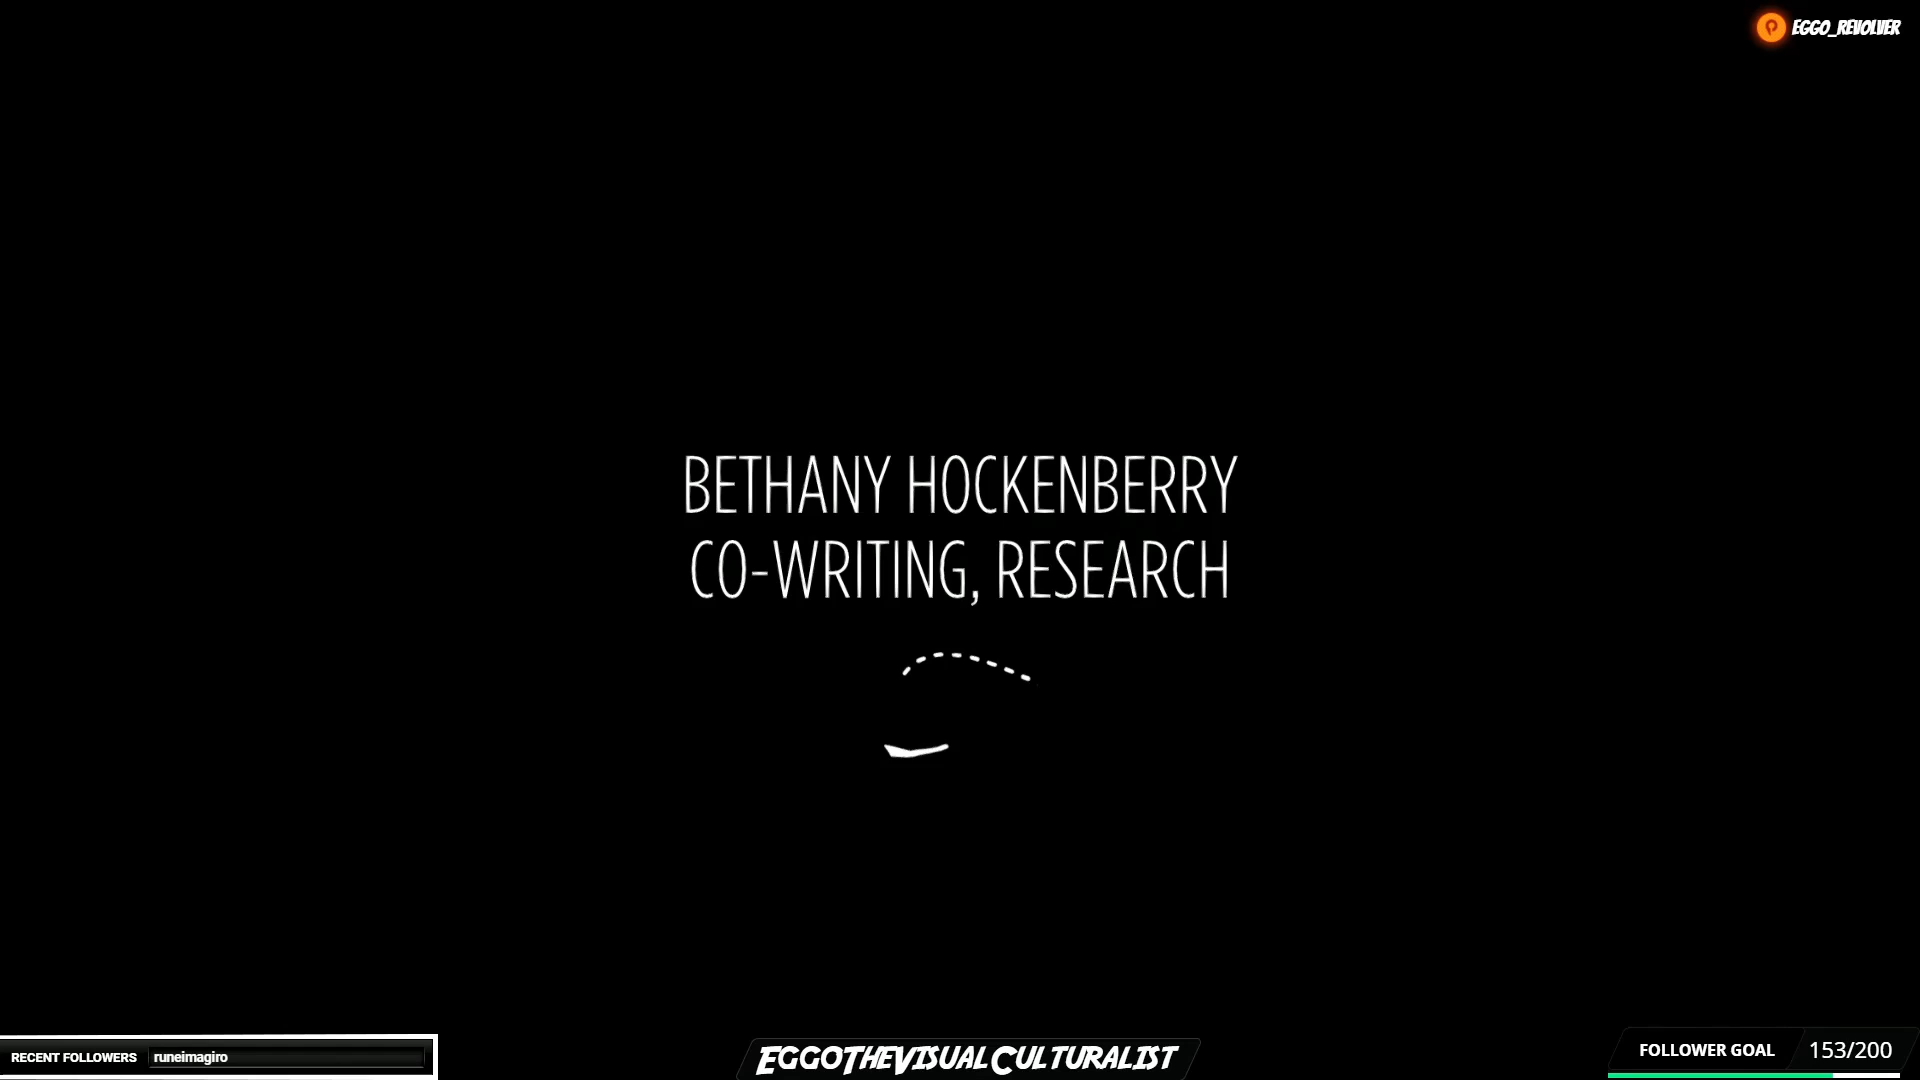 EGGO_REVOLVER
BETHANY HOCKENBERRY
CO-WRITING, RESEARCH
RECENT FOLLOWERS runeimagiro
EGGOTHEVISUALCULTURALIST
FOLLOWER GOAL 153/200